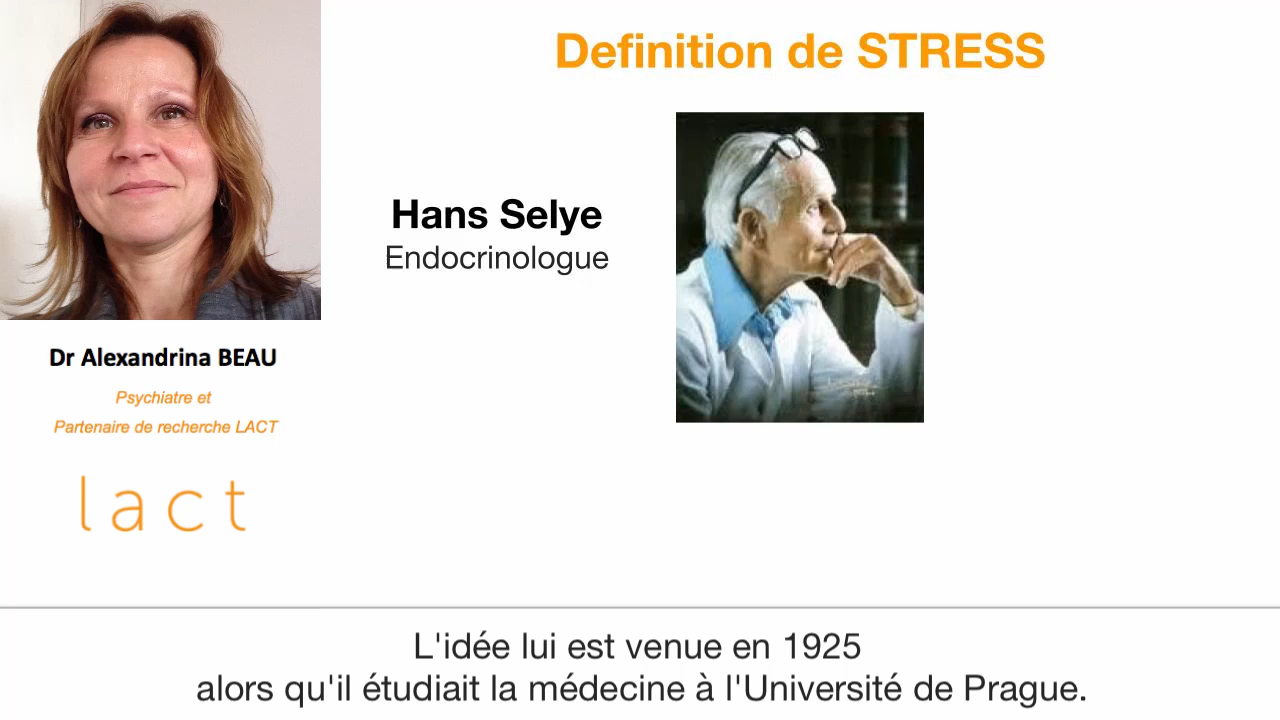 Definition de STRESS
Hans Selye
Endocrinologue
Dr Alexandrina BEAU
Psychiatre et
Partenaire de recherche LACT
lact
L'idée lui est venue en 1925
alors qu'il étudiait la médecine à l'Université de Prague.